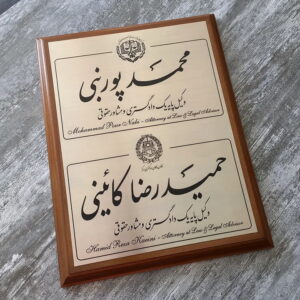 محمد پورنبی
وکیل پایه یک دادگستری و مشاور حقوقی
Mohammad Pour Nabi - Attorney at Law & Legal Advisor
حمیدرضا کائینی
وکیل پایه یک دادگستری و مشاور حقوقی
Hamid Reza Kaeini - Attorney at Law & Legal Advisor